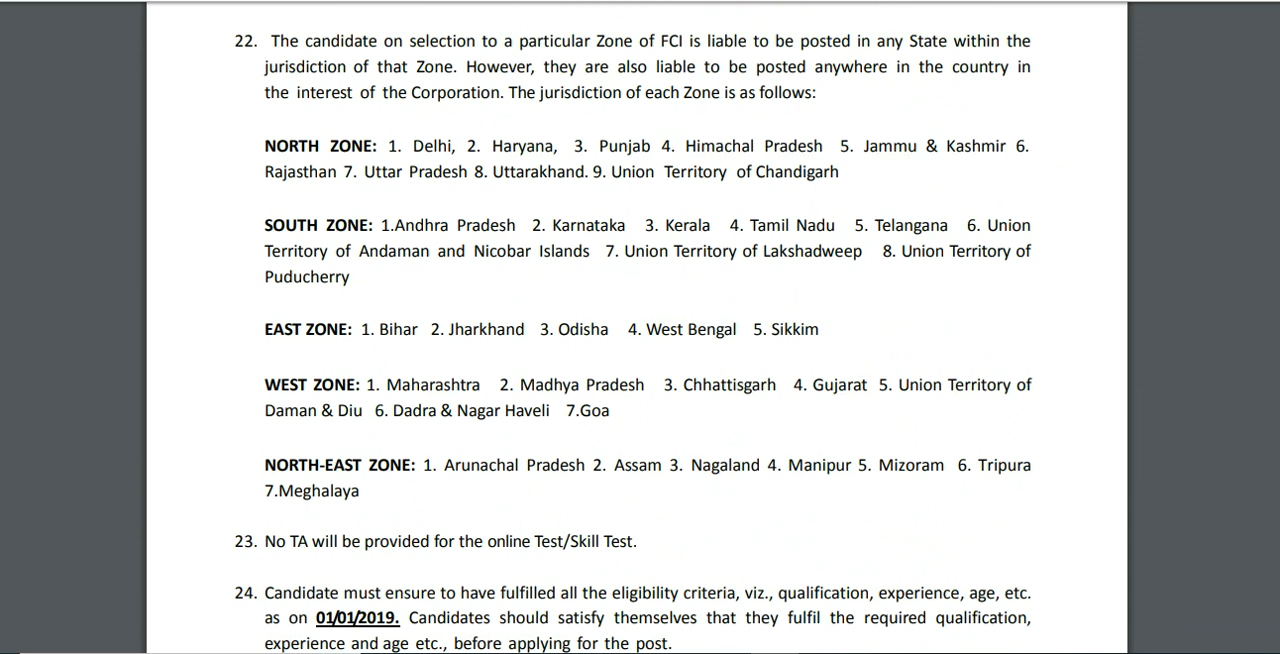 22. The candidate on selection to a particular Zone of FCI is liable to be posted in any State within the
jurisdiction of that Zone. However, they are also liable to be posted anywhere in the country in
the interest of the Corporation. The jurisdiction of each Zone is as follows:
NORTH ZONE: 1. Delhi, 2. Haryana, 3. Punjab 4. Himachal Pradesh 5. Jammu & Kashmir 6.
Rajasthan 7. Uttar Pradesh 8. Uttarakhand. 9. Union Territory of Chandigarh
SOUTH ZONE: 1.Andhra Pradesh 2. Karnataka 3. Kerala 4. Tamil Nadu 5. Telangana 6. Union
Territory of Andaman and Nicobar Islands 7. Union Territory of Lakshadweep 8. Union Territory of
Puducherry
EAST ZONE: 1. Bihar 2. Jharkhand 3. Odisha 4. West Bengal 5. Sikkim
WEST ZONE: 1. Maharashtra 2. Madhya Pradesh 3. Chhattisgarh 4. Gujarat 5. Union Territory of
Daman & Diu 6. Dadra & Nagar Haveli 7.Goa
NORTH-EAST ZONE: 1. Arunachal Pradesh 2. Assam 3. Nagaland 4. Manipur 5. Mizoram 6. Tripura
7.Meghalaya
23. No TA will be provided for the online Test/Skill Test.
24. Candidate must ensure to have fulfilled all the eligibility criteria, viz., qualification, experience, age, etc.
as on 01/01/2019. Candidates should satisfy themselves that they fulfil the required qualification,
experience and age etc., before applying for the post.